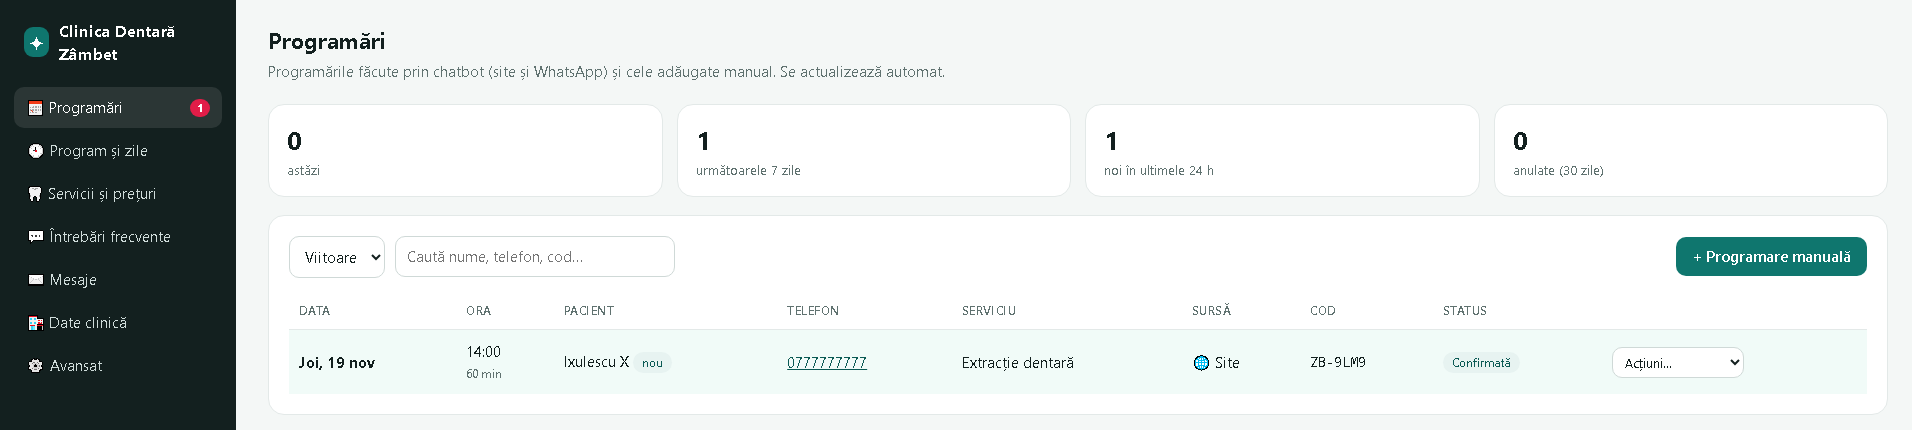 Clinica Dentară
Zâmbet
Programări 1
Program și zile
Servicii și prețuri
Întrebări frecvente
Mesaje
Date clinică
Avansat
Programări
Programările făcute prin chatbot (site și WhatsApp) și cele adăugate manual. Se actualizează automat.
0
astăzi
1
următoarele 7 zile
1
noi în ultimele 24 h
0
anulate (30 zile)
Viitoare
Caută nume, telefon, cod...
+ Programare manuală
DATA ORA PACIENT TELEFON SERVICIU SURSĂ COD STATUS
Joi, 19 nov 14:00 Ixulescu X nou 0777777777 Extracție dentară Site ZB-9LM9 Confirmată Acțiuni...
60 min